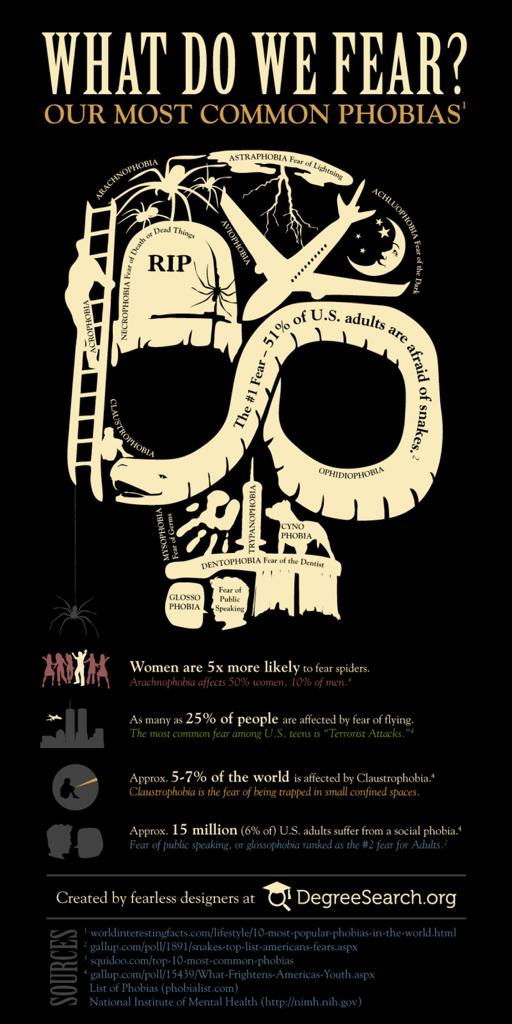 WHAT DO WE FEAR?
OUR MOST COMMON PHOBIAS¹
ARACHNOPHOBIA
ASTRAPHOBIA Fear of Lightning
ACHLUOPHOBIA Fear of the Dark
AVIOPHOBIA
NECROPHOBIA Fear of Death or Dead Things
RIP
ACROPHOBIA
The #1 Fear – 51% of U.S. adults are afraid of snakes.²
CLAUSTROPHOBIA
OPHIDIOPHOBIA
MYSOPHOBIA
Fear of Germs
TRYPANOPHOBIA
CYNO
PHOBIA
DENTOPHOBIA Fear of the Dentist
GLOSSO
PHOBIA
Fear of
Public
Speaking
Women are 5x more likely to fear spiders.
Arachnophobia affects 50% women, 10% of men.⁴
As many as 25% of people are affected by fear of flying.
The most common fear among U.S. teens is "Terrorist Attacks."⁴
Approx. 5-7% of the world is affected by Claustrophobia.⁴
Claustrophobia is the fear of being trapped in small confined spaces.
Approx. 15 million (6% of) U.S. adults suffer from a social phobia.⁴
Fear of public speaking, or glossophobia ranked as the #2 fear for Adults.²
Created by fearless designers at DegreeSearch.org
SOURCES
¹ worldinterestingfacts.com/lifestyle/10-most-popular-phobias-in-the-world.html
² gallup.com/poll/1891/snakes-top-list-americans-fears.aspx
³ squidoo.com/top-10-most-common-phobias
⁴ gallup.com/poll/15439/What-Frightens-Americas-Youth.aspx
List of Phobias (phobialist.com)
National Institute of Mental Health (http://nimh.nih.gov)